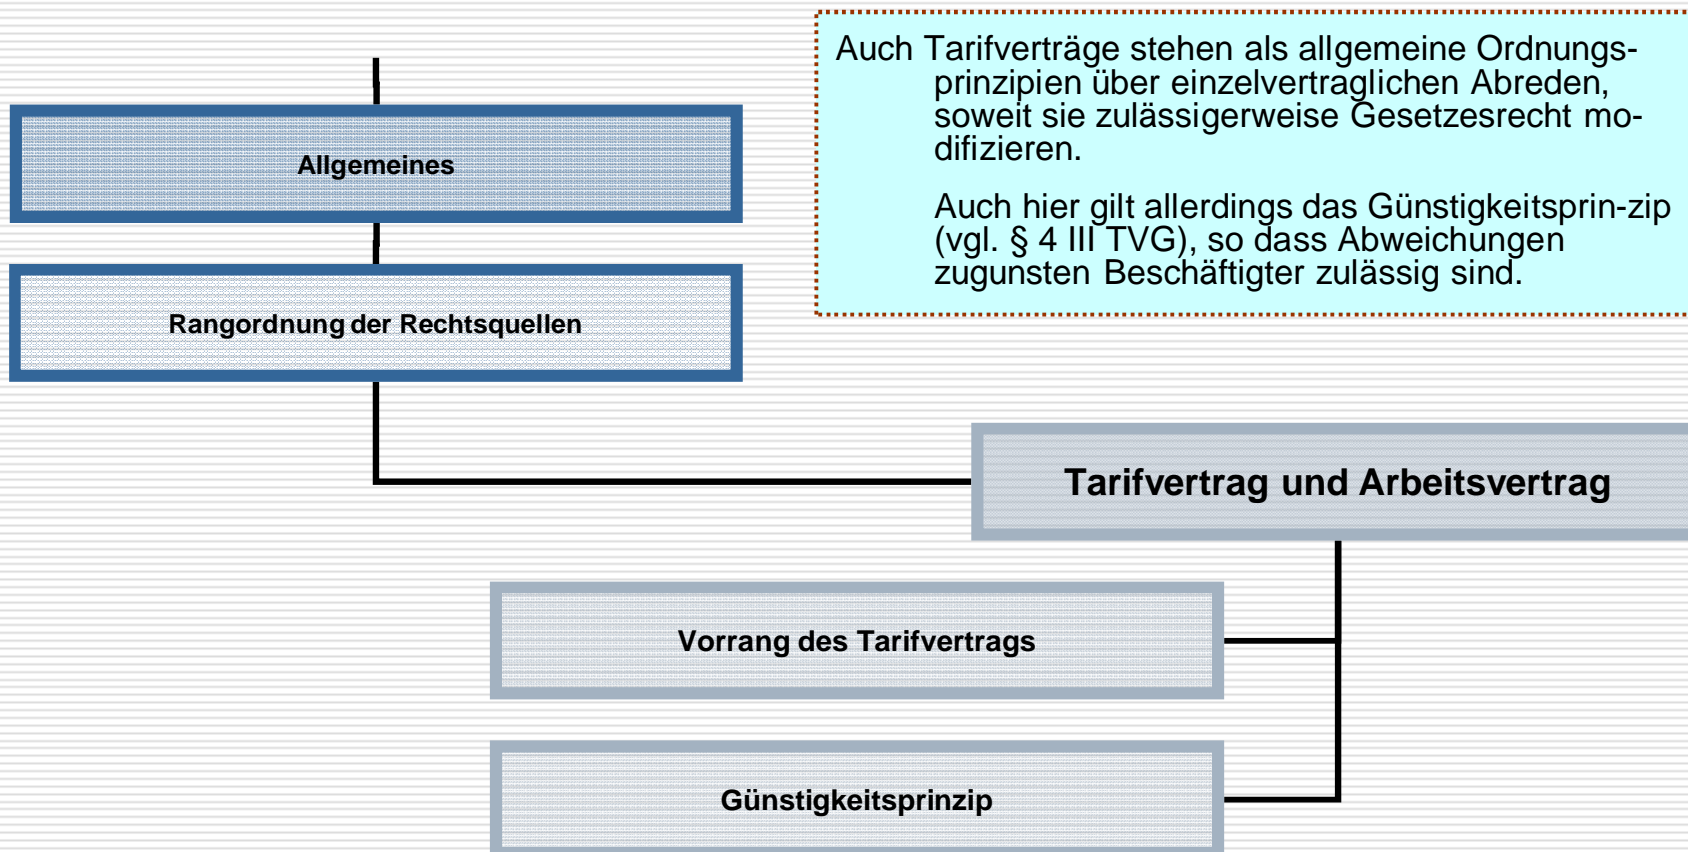 Auch Tarifverträge stehen als allgemeine Ordnungs-
prinzipien über einzelvertraglichen Abreden,
soweit sie zulässigerweise Gesetzesrecht mo-
difizieren.
Auch hier gilt allerdings das Günstigkeitsprin-zip
(vgl. § 4 III TVG), so dass Abweichungen
zugunsten Beschäftigter zulässig sind.
Allgemeines
Rangordnung der Rechtsquellen
Tarifvertrag und Arbeitsvertrag
Vorrang des Tarifvertrags
Günstigkeitsprinzip